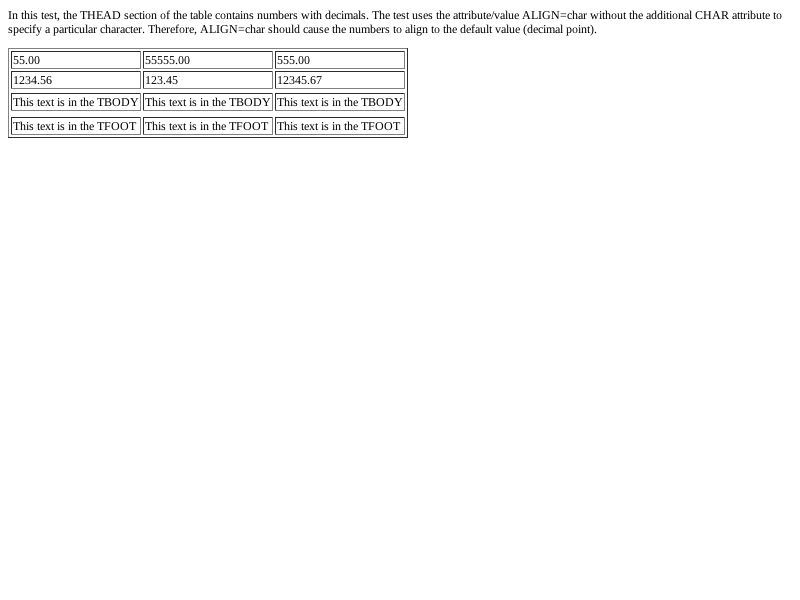 In this test, the THEAD section of the table contains numbers with decimals. The test uses the attribute/value ALIGN=char without the additional CHAR attribute to
specify a particular character. Therefore, ALIGN=char should cause the numbers to align to the default value (decimal point).
55.00 55555.00 555.00
1234.56 123.45 12345.67
This text is in the TBODY This text is in the TBODY This text is in the TBODY
This text is in the TFOOT This text is in the TFOOT This text is in the TFOOT